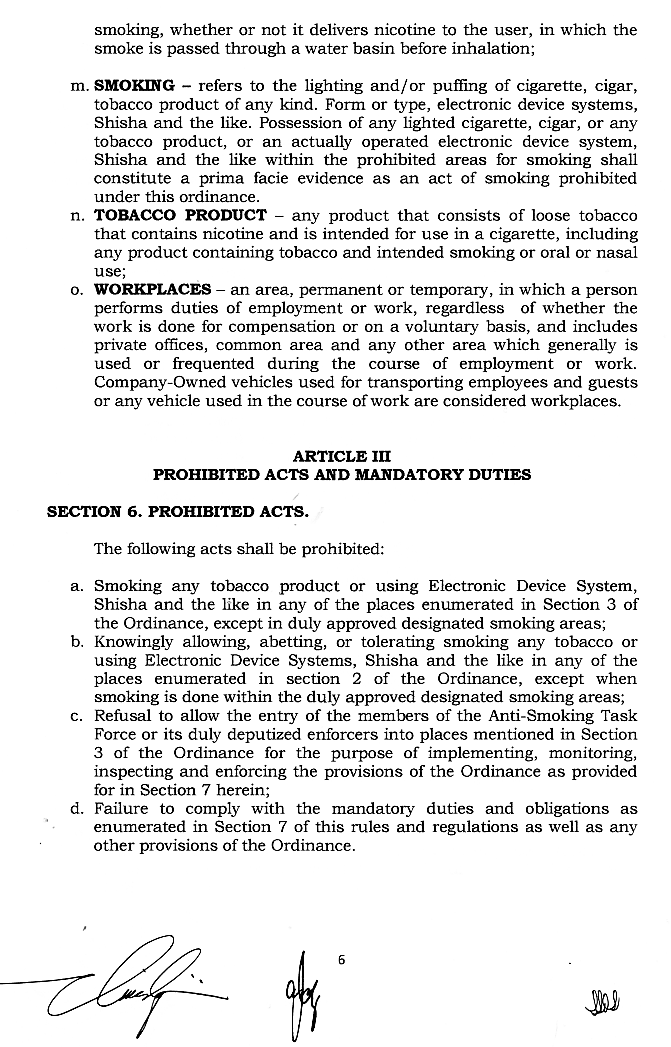 smoking, whether or not it delivers nicotine to the user, in which the
smoke is passed through a water basin before inhalation;
m. SMOKING – refers to the lighting and/or puffing of cigarette, cigar,
tobacco product of any kind. Form or type, electronic device systems,
Shisha and the like. Possession of any lighted cigarette, cigar, or any
tobacco product, or an actually operated electronic device system,
Shisha and the like within the prohibited areas for smoking shall
constitute a prima facie evidence as an act of smoking prohibited
under this ordinance.
n. TOBACCO PRODUCT – any product that consists of loose tobacco
that contains nicotine and is intended for use in a cigarette, including
any product containing tobacco and intended smoking or oral or nasal
use;
o. WORKPLACES – an area, permanent or temporary, in which a person
performs duties of employment or work, regardless of whether the
work is done for compensation or on a voluntary basis, and includes
private offices, common area and any other area which generally is
used or frequented during the course of employment or work.
Company-Owned vehicles used for transporting employees and guests
or any vehicle used in the course of work are considered workplaces.
ARTICLE III
PROHIBITED ACTS AND MANDATORY DUTIES
SECTION 6. PROHIBITED ACTS.
The following acts shall be prohibited:
a. Smoking any tobacco product or using Electronic Device System,
Shisha and the like in any of the places enumerated in Section 3 of
the Ordinance, except in duly approved designated smoking areas;
b. Knowingly allowing, abetting, or tolerating smoking any tobacco or
using Electronic Device Systems, Shisha and the like in any of the
places enumerated in section 2 of the Ordinance, except when
smoking is done within the duly approved designated smoking areas;
c. Refusal to allow the entry of the members of the Anti-Smoking Task
Force or its duly deputized enforcers into places mentioned in Section
3 of the Ordinance for the purpose of implementing, monitoring,
inspecting and enforcing the provisions of the Ordinance as provided
for in Section 7 herein;
d. Failure to comply with the mandatory duties and obligations as
enumerated in Section 7 of this rules and regulations as well as any
other provisions of the Ordinance.
6